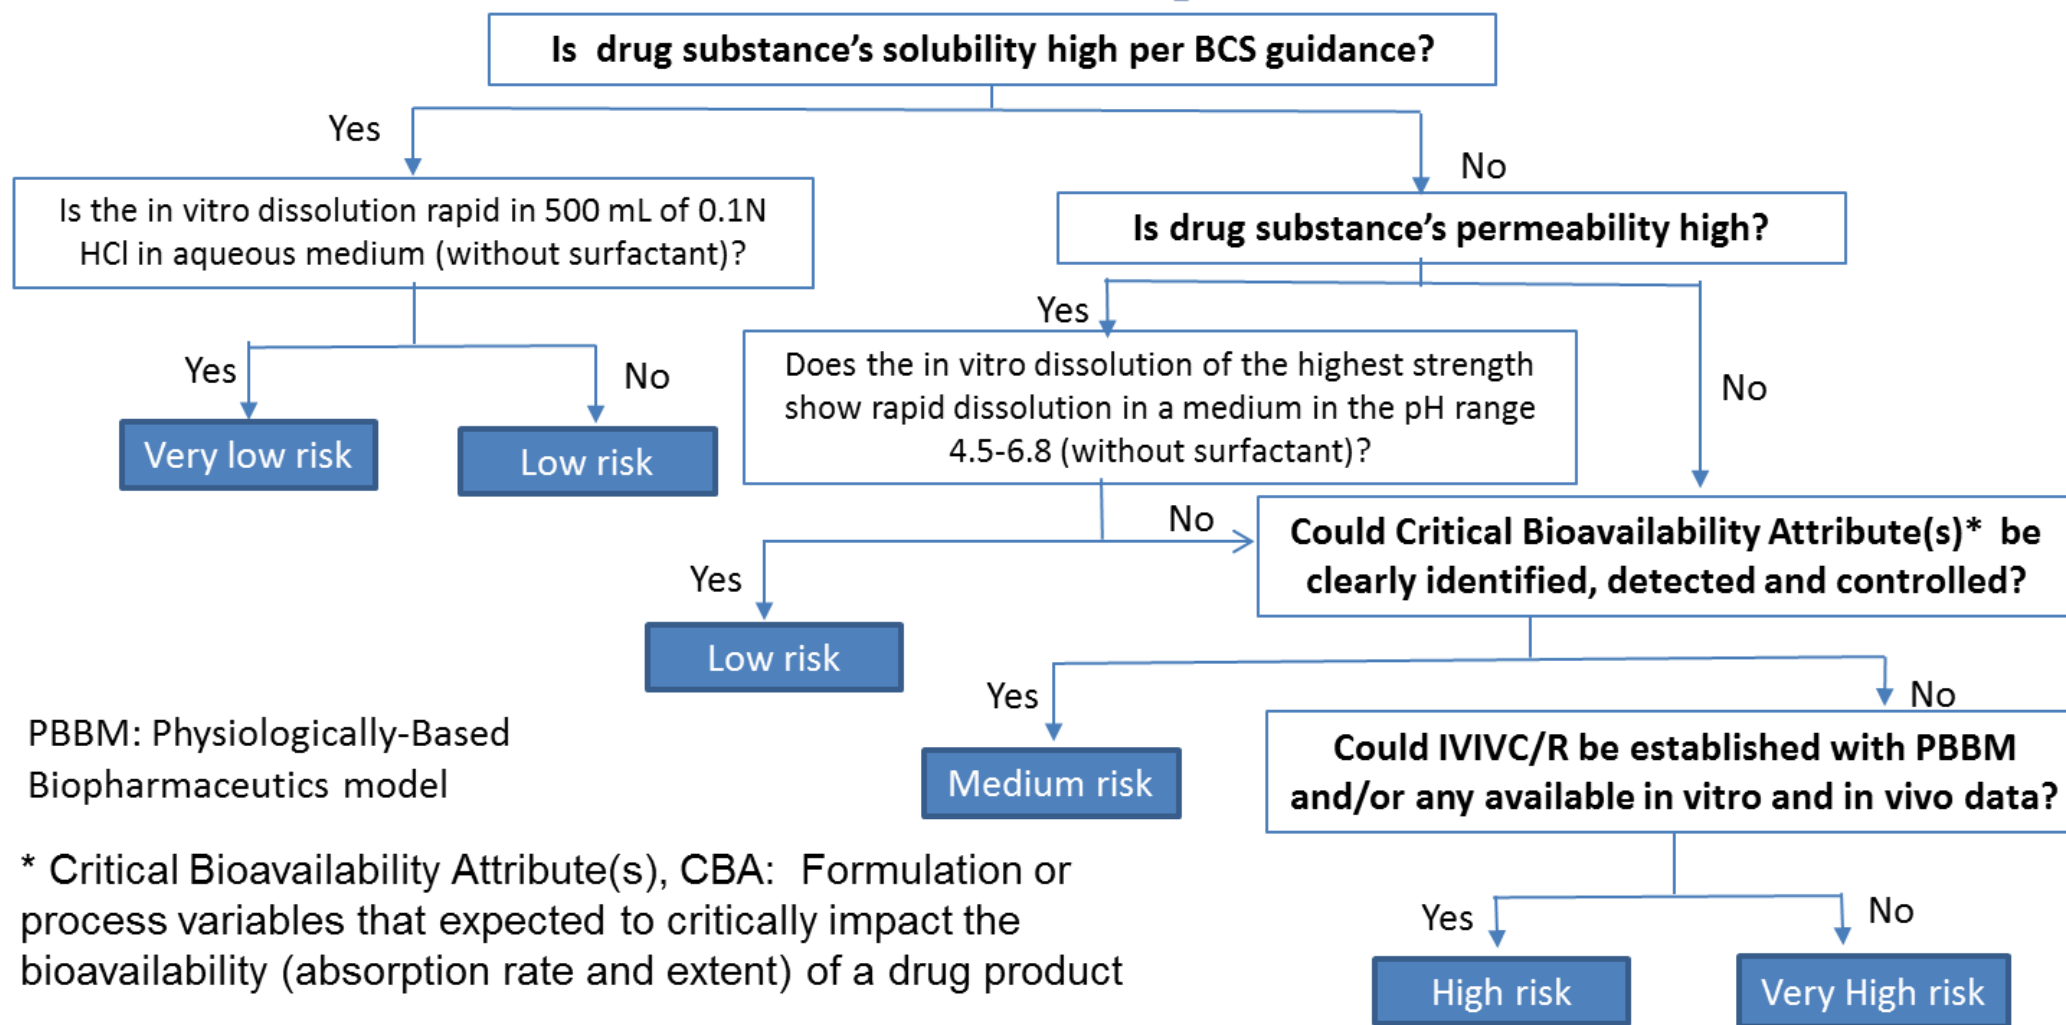 Is drug substance's solubility high per BCS guidance?
Yes
No
Is the in vitro dissolution rapid in 500 mL of 0.1N
HCl in aqueous medium (without surfactant)?
Is drug substance's permeability high?
Yes
No
Very low risk
Low risk
Yes
No
Does the in vitro dissolution of the highest strength
show rapid dissolution in a medium in the pH range
4.5-6.8 (without surfactant)?
No
Yes
Low risk
Could Critical Bioavailability Attribute(s)* be
clearly identified, detected and controlled?
Yes
No
Medium risk
Could IVIVC/R be established with PBBM
and/or any available in vitro and in vivo data?
Yes
No
High risk
Very High risk
PBBM: Physiologically-Based
Biopharmaceutics model
* Critical Bioavailability Attribute(s), CBA: Formulation or
process variables that expected to critically impact the
bioavailability (absorption rate and extent) of a drug product